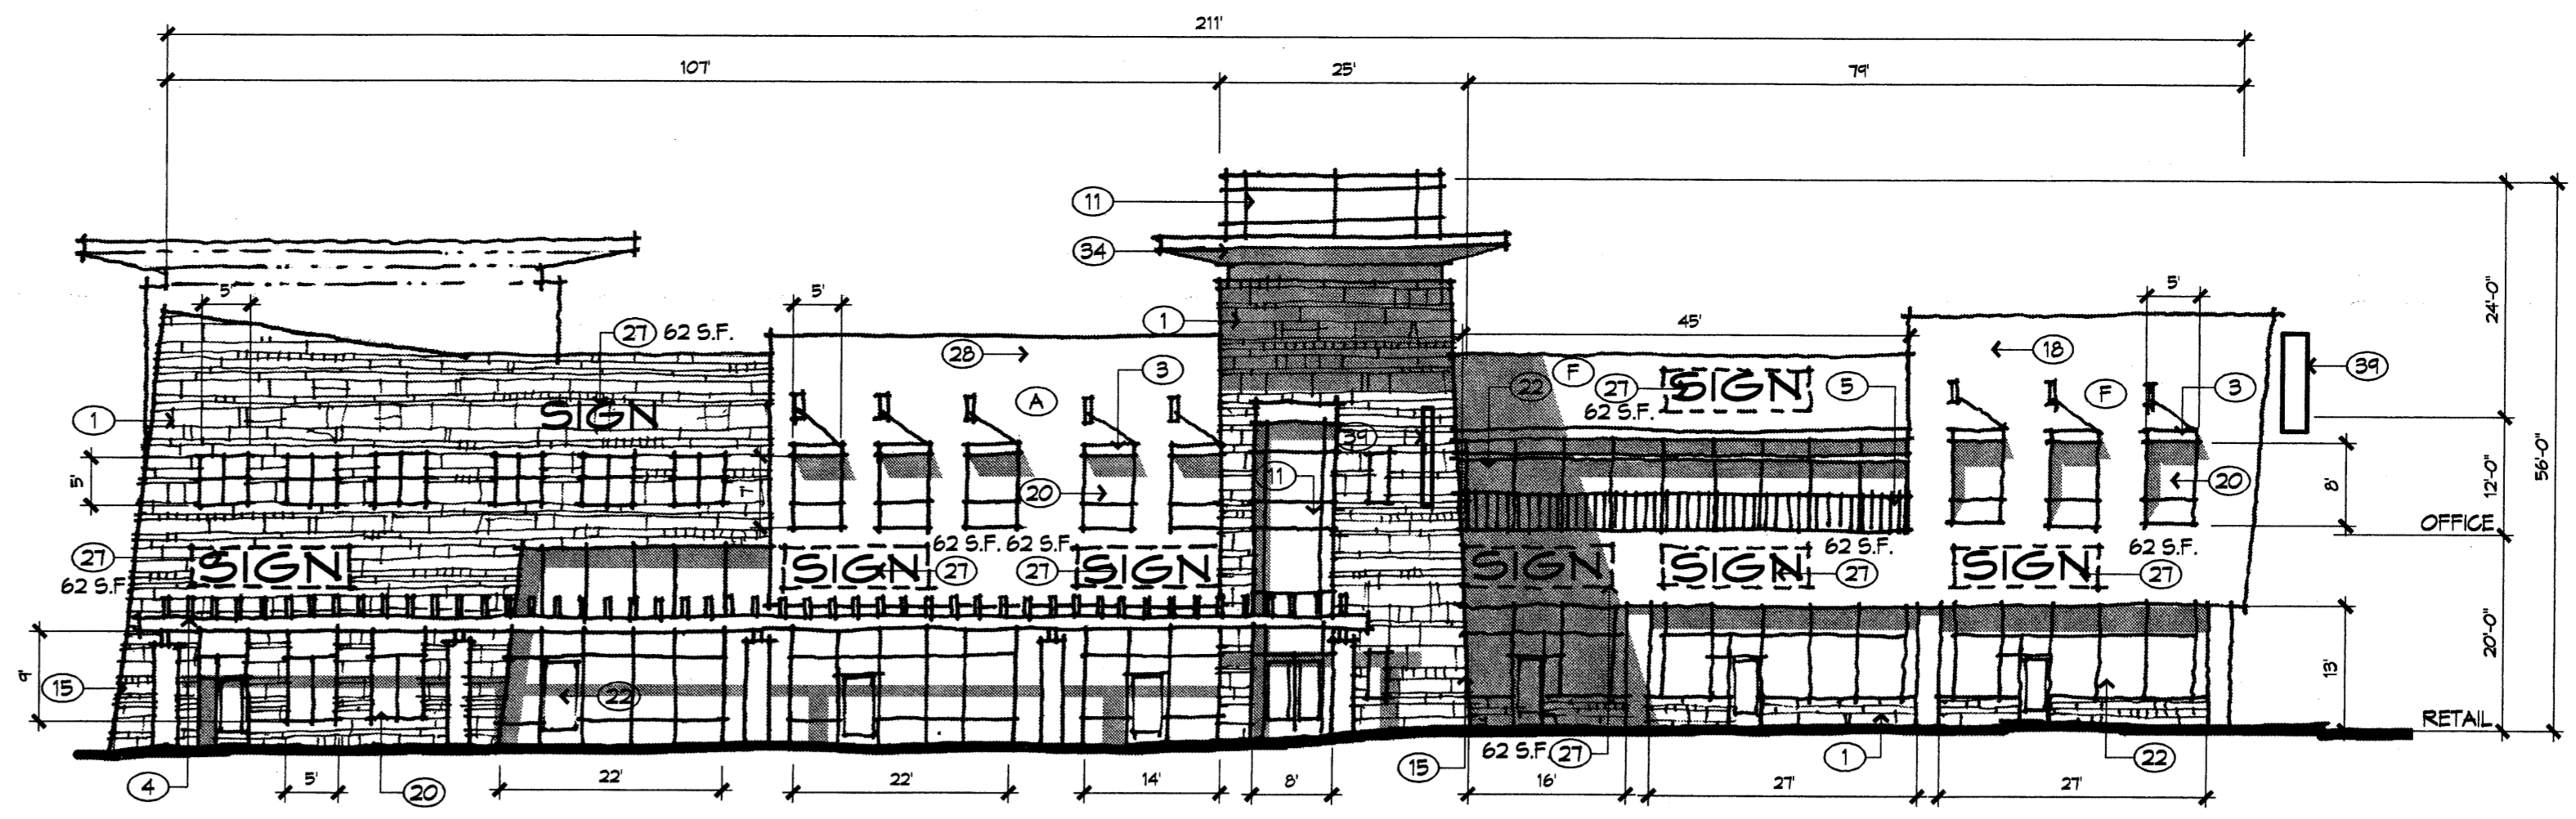 211'
107' 25' 79'
11
34
5' 5' 5'
24'-0"
27 62 S.F. 1 45'
28 18
3 F 27 SIGN 5 39
22 62 S.F.
A F 3
1 SIGN
39
5' 7' 11 20 20 8' 12'-0" 56'-0"
OFFICE
27 SIGN 62 S.F. 62 S.F. 62 S.F. 62 S.F.
62 S.F. SIGN 27 27 SIGN SIGN SIGN 27 SIGN 27
9' 15 22 13' 20'-0"
RETAIL
62 S.F. 27 1 22
4 5' 20 22' 22' 14' 8' 15 16' 27' 27'